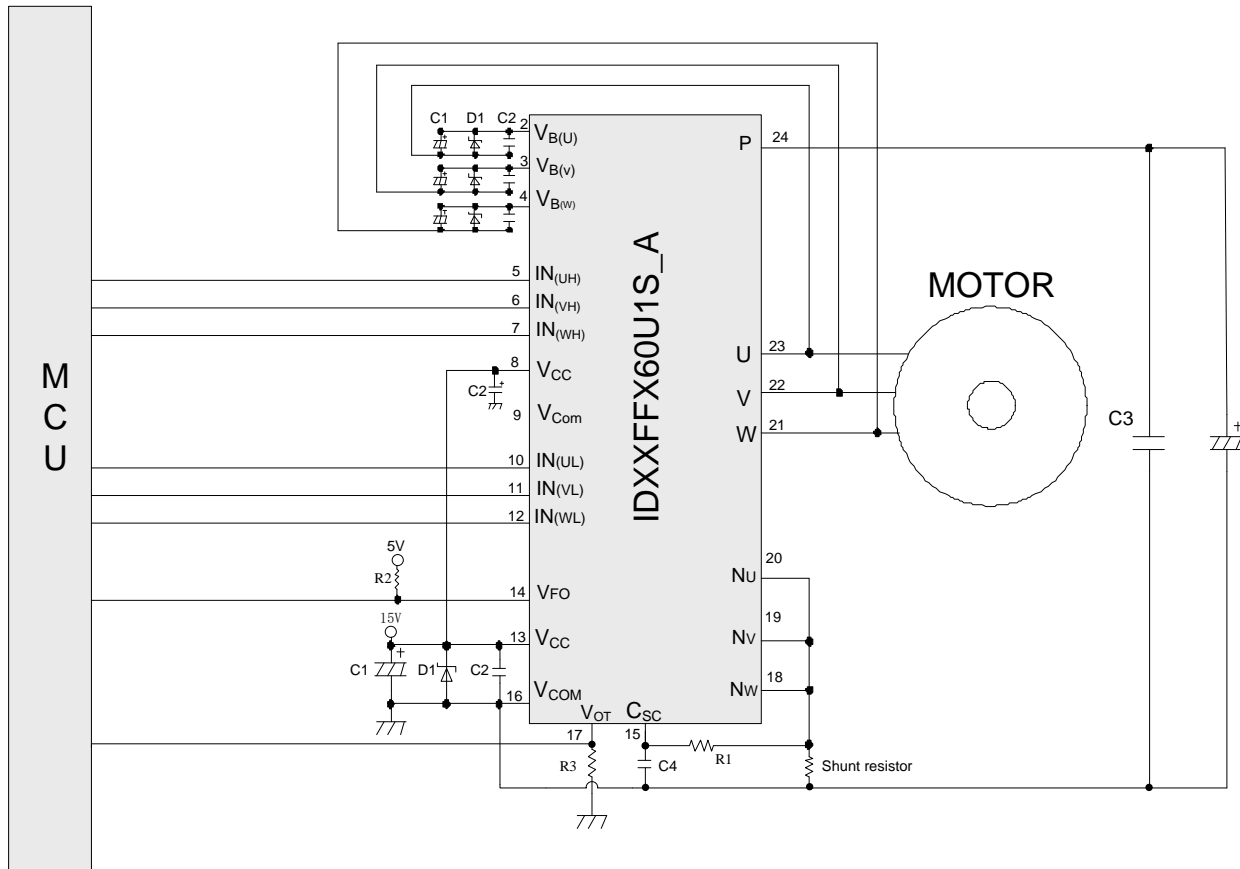 C1 D1 C2
2 VB(U)
3 VB(v)
4 VB(W)
P 24
5 IN(UH)
6 IN(VH)
7 IN(WH)
8 VCC
C2 +
9 VCom
10 IN(UL)
11 IN(VL)
12 IN(WL)
5V
R2
14 VFO
15V
13 VCC
C1 + D1 C2
16 VCOM
VOT CSC
17 15
R3 C4 R1
Shunt resistor
MCU
IDXXFFX60U1S_A
MOTOR
U 23
V 22
W 21
C3 +
20
NU
19
NV
18
NW